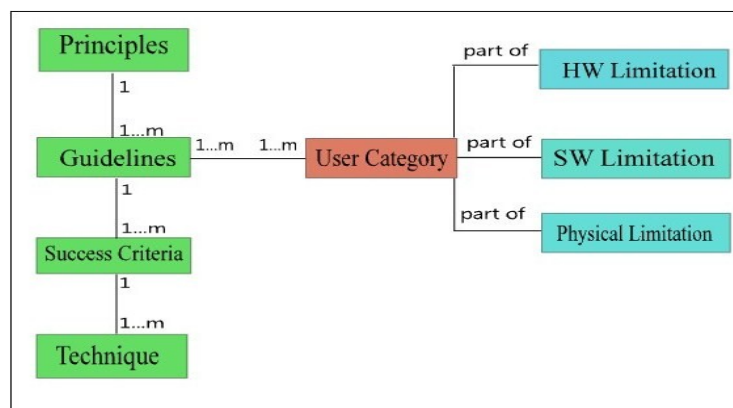 Principles
1
1...m
Guidelines
1...m
1...m
User Category
part of
HW Limitation
part of
SW Limitation
part of
Physical Limitation
1
1...m
Success Criteria
1
1...m
Technique